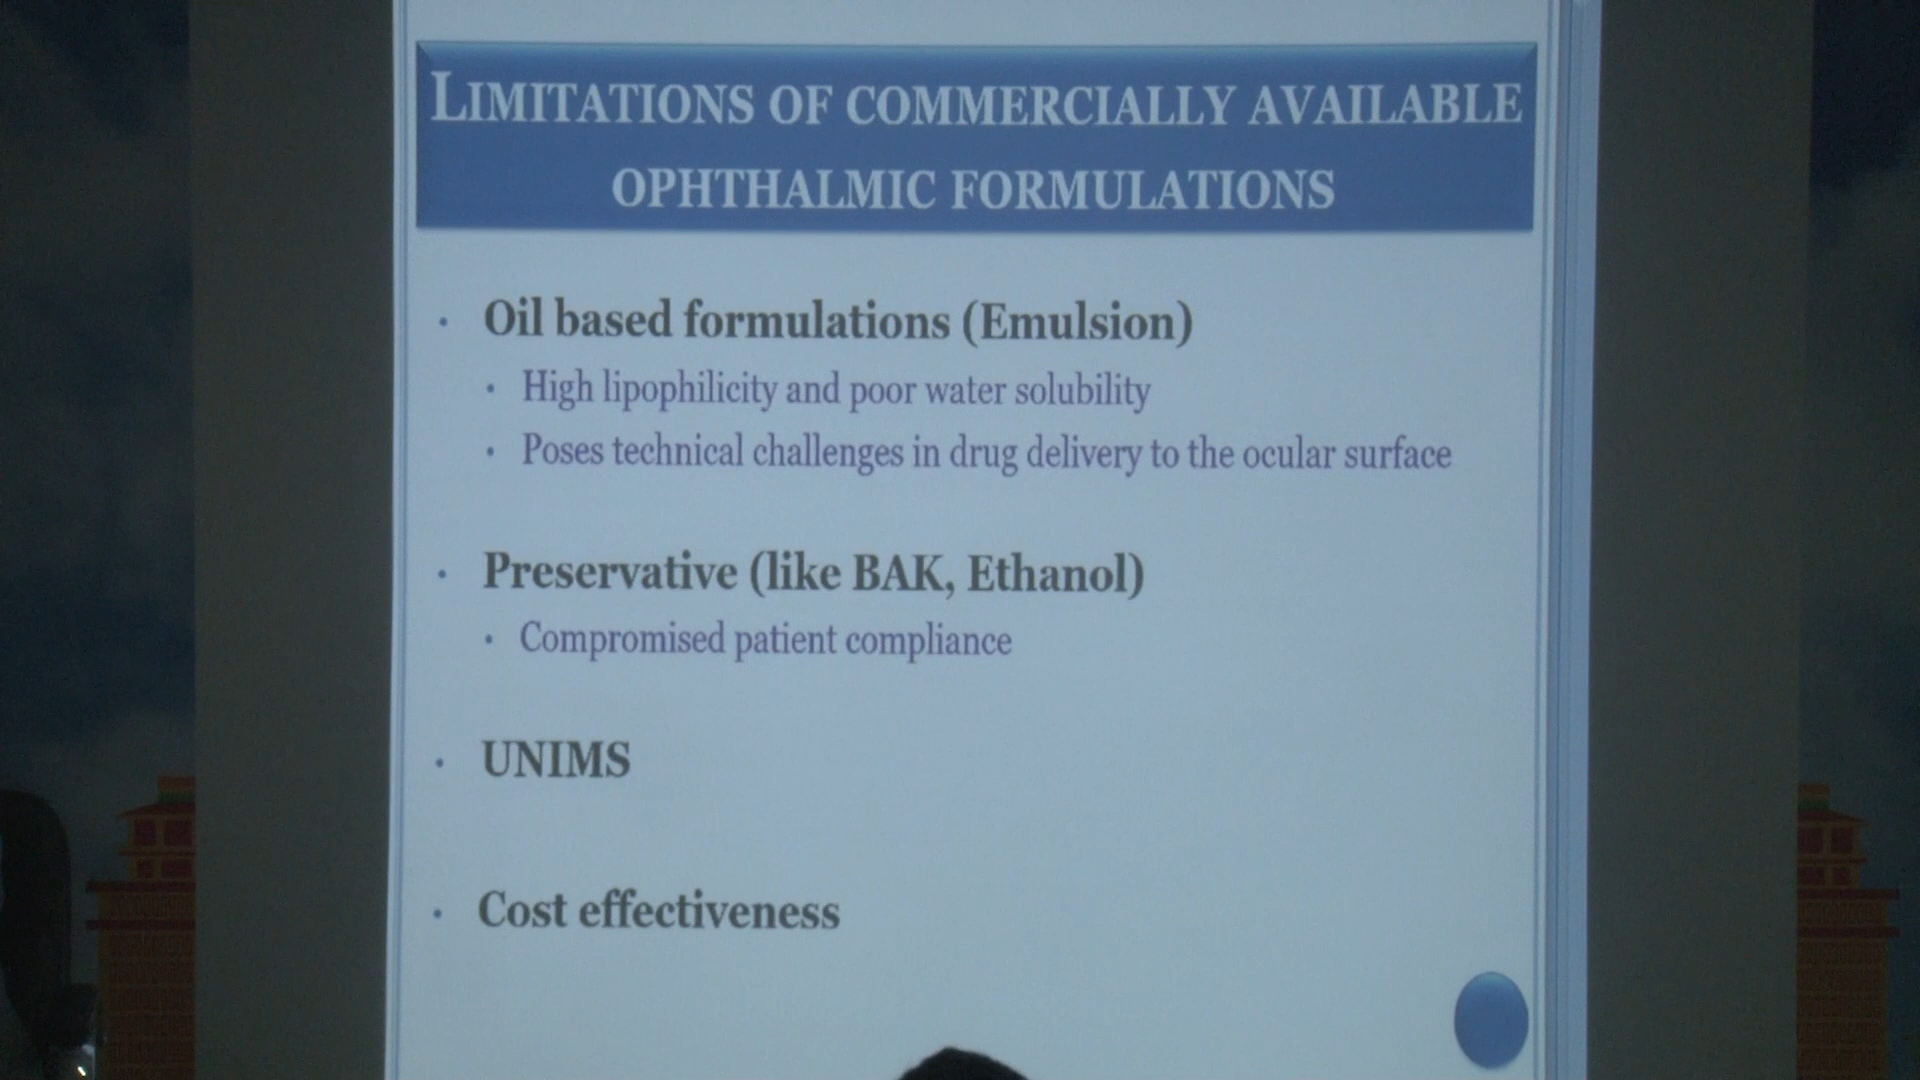 LIMITATIONS OF COMMERCIALLY AVAILABLE
OPHTHALMIC FORMULATIONS
• Oil based formulations (Emulsion)
• High lipophilicity and poor water solubility
• Poses technical challenges in drug delivery to the ocular surface
• Preservative (like BAK, Ethanol)
• Compromised patient compliance
• UNIMS
• Cost effectiveness